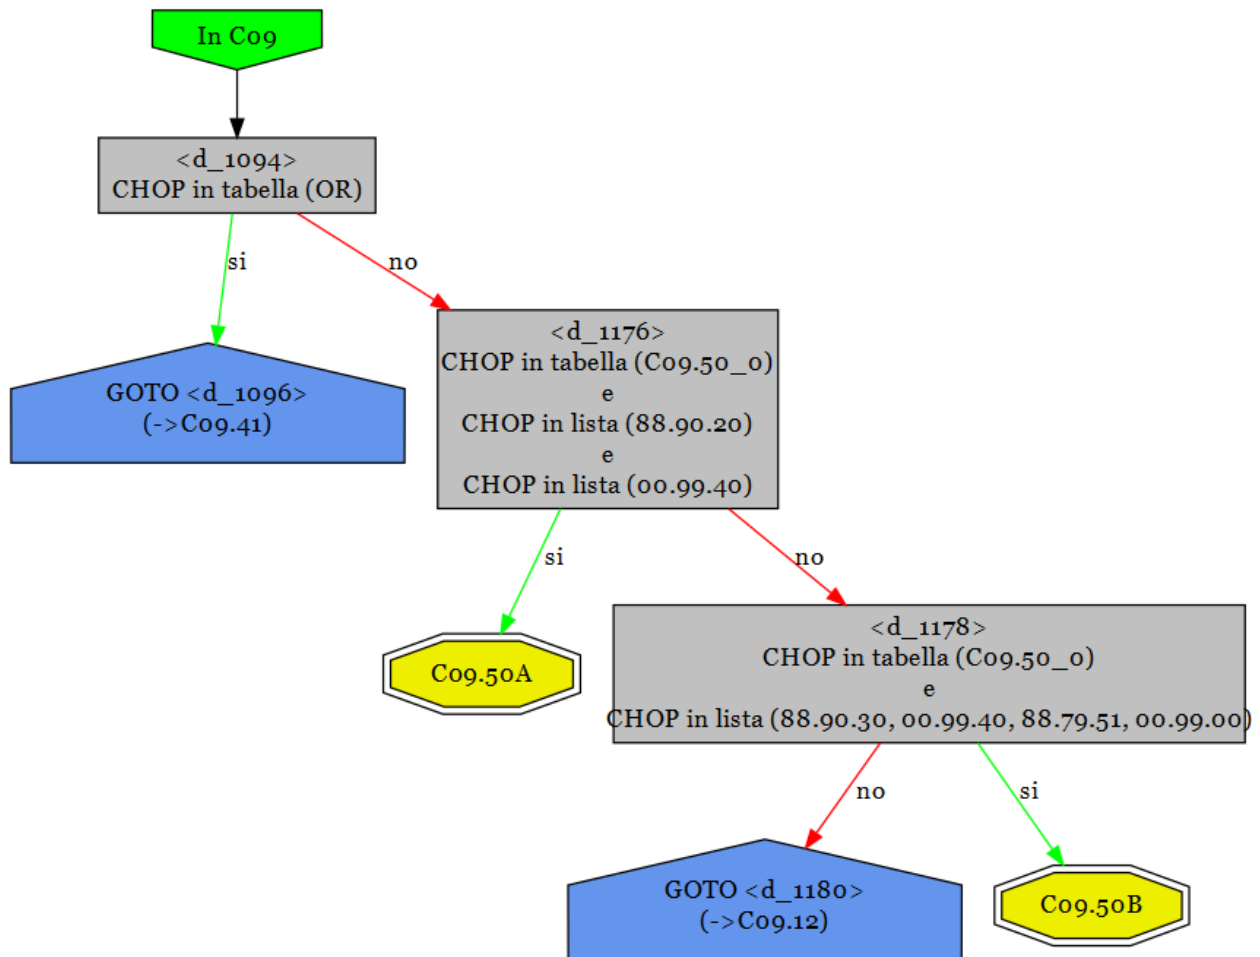 In C09
<d_1094>
CHOP in tabella (OR)
si
no
GOTO <d_1096>
(->C09.41)
<d_1176>
CHOP in tabella (C09.50_0)
e
CHOP in lista (88.90.20)
e
CHOP in lista (00.99.40)
si
no
C09.50A
<d_1178>
CHOP in tabella (C09.50_0)
e
CHOP in lista (88.90.30, 00.99.40, 88.79.51, 00.99.00)
no
si
GOTO <d_1180>
(->C09.12)
C09.50B